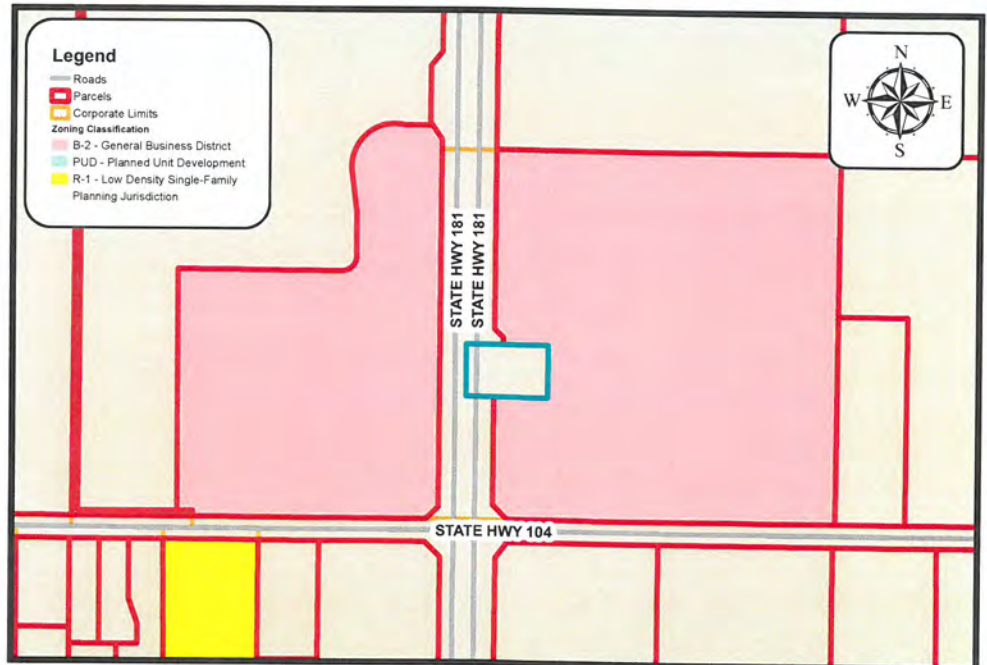 Legend
Roads
Parcels
Corporate Limits
Zoning Classification
B-2 - General Business District
PUD - Planned Unit Development
R-1 - Low Density Single-Family
Planning Jurisdiction
N
W E
S
STATE HWY 181
STATE HWY 181
STATE HWY 104